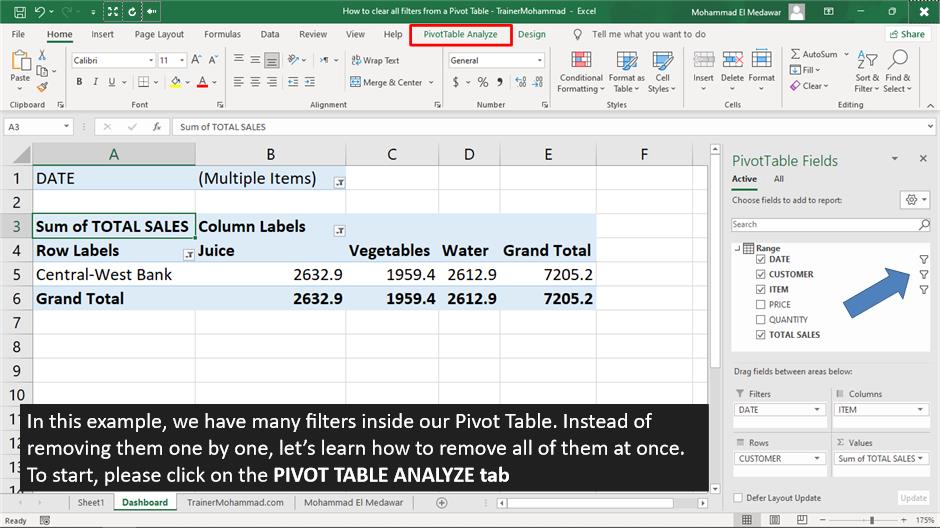 How to clear all filters from a Pivot Table - TrainerMohammad - Excel
Mohammad El Medawar
File Home Insert Page Layout Formulas Data Review View Help PivotTable Analyze Design Tell me what you want to do Share
Paste
Clipboard
Calibri 11 A A
B I U A
Font
ab Wrap Text
Merge & Center
Alignment
General
$ % 9
Number
Conditional Formatting
Format as Table
Cell Styles
Styles
Insert Delete Format
Cells
AutoSum
Fill
Clear
Sort & Filter
Find & Select
Editing
A3 fx Sum of TOTAL SALES
A B C D E F
1 DATE (Multiple Items)
2
3 Sum of TOTAL SALES Column Labels
4 Row Labels Juice Vegetables Water Grand Total
5 Central-West Bank 2632.9 1959.4 2612.9 7205.2
6 Grand Total 2632.9 1959.4 2612.9 7205.2
7
8
9
10
In this example, we have many filters inside our Pivot Table. Instead of
removing them one by one, let's learn how to remove all of them at once.
To start, please click on the PIVOT TABLE ANALYZE tab
PivotTable Fields
Active All
Choose fields to add to report:
Search
Range
DATE
CUSTOMER
ITEM
PRICE
QUANTITY
TOTAL SALES
Drag fields between areas below:
Filters Columns
DATE ITEM
Rows Σ Values
CUSTOMER Sum of TOTAL SALES
Defer Layout Update Update
Sheet1 Dashboard TrainerMohammad.com Mohammad El Medawar
Ready 175%